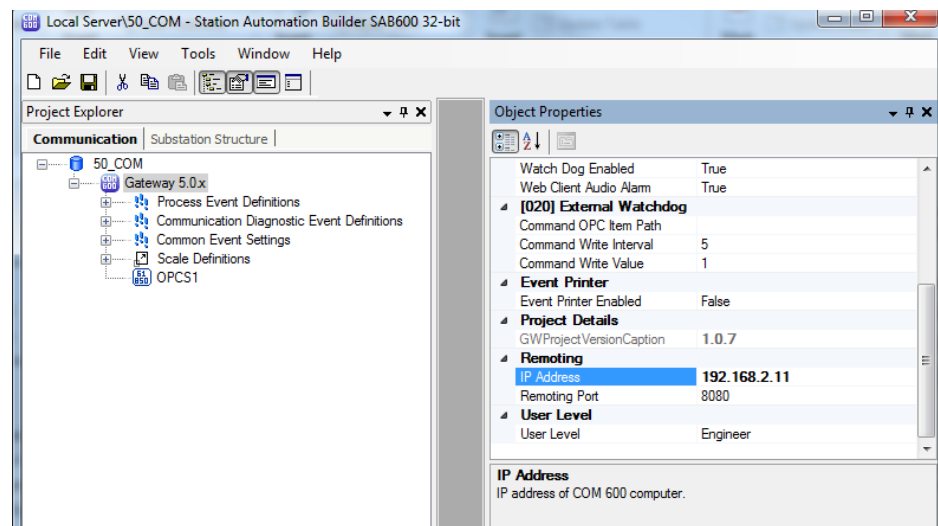 Local Server\50_COM - Station Automation Builder SAB600 32-bit
File Edit View Tools Window Help
Project Explorer
Communication Substation Structure
50_COM
Gateway 5.0.x
Process Event Definitions
Communication Diagnostic Event Definitions
Common Event Settings
Scale Definitions
OPCS1
Object Properties
Watch Dog Enabled True
Web Client Audio Alarm True
[020] External Watchdog
Command OPC Item Path
Command Write Interval 5
Command Write Value 1
Event Printer
Event Printer Enabled False
Project Details
GWProjectVersionCaption 1.0.7
Remoting
IP Address 192.168.2.11
Remoting Port 8080
User Level
User Level Engineer
IP Address
IP address of COM 600 computer.